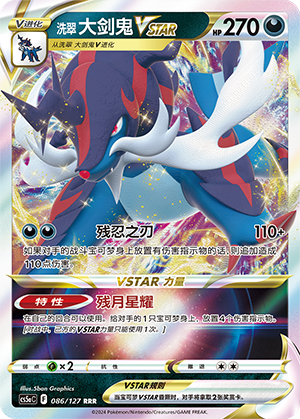 V进化 洗翠 大剑鬼 VSTAR HP 270
从洗翠 大剑鬼V进化
残忍之刃 110+
如果对手的战斗宝可梦身上放置有伤害指示物的话，则追加造成
110点伤害。
VSTAR 力量
特性 残月星耀
在自己的回合可以使用。给对手的1只宝可梦身上，放置4个伤害指示物。
[对战中，己方的VSTAR力量只能使用1次。]
弱点 ×2 抵抗力 撤退
Illus.5ban Graphics
cs5aC F 086/127 RRR
VSTAR规则
当宝可梦VSTAR昏厥时，对手将拿取2张奖赏卡。
©2024 Pokémon/Nintendo/Creatures/GAME FREAK.